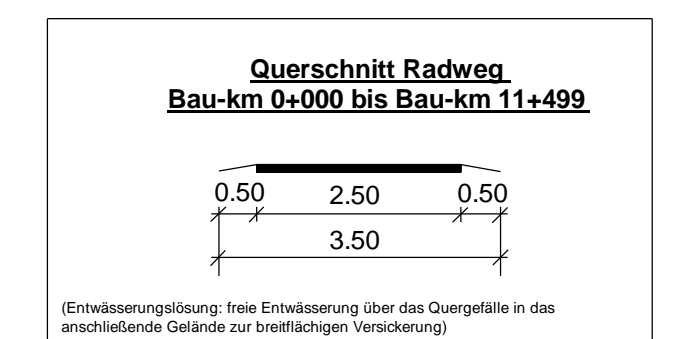 Querschnitt Radweg
Bau-km 0+000 bis Bau-km 11+499
0.50 2.50 0.50
3.50
(Entwässerungslösung: freie Entwässerung über das Quergefälle in das
anschließende Gelände zur breitflächigen Versickerung)